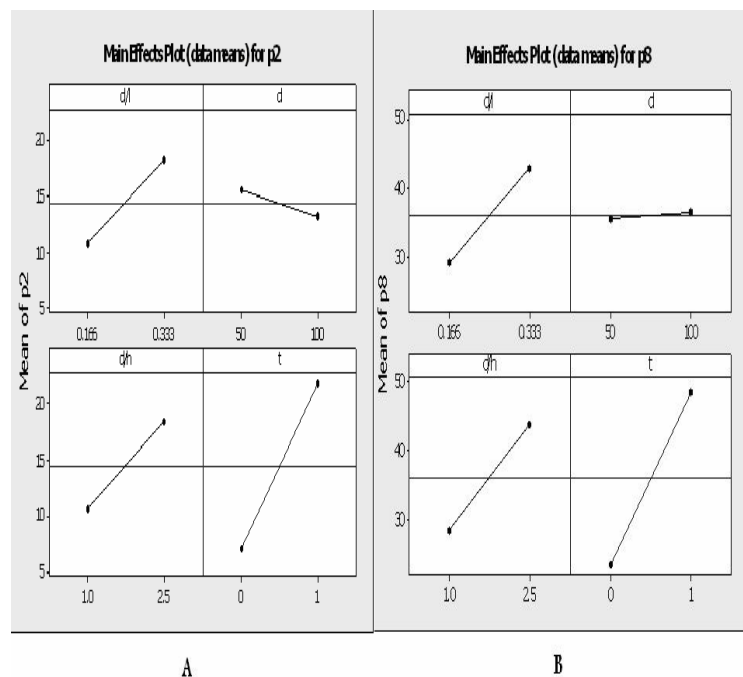 Main Effects Plot (data means) for p2
d/l d
20
15
10
5
0.166 0.333 50 100
d/h t
20
15
10
5
1.0 2.5 0 1
Mean of p2
A
Main Effects Plot (data means) for p8
d/l d
50
40
30
0.166 0.333 50 100
d/h t
50
40
30
1.0 2.5 0 1
Mean of p8
B